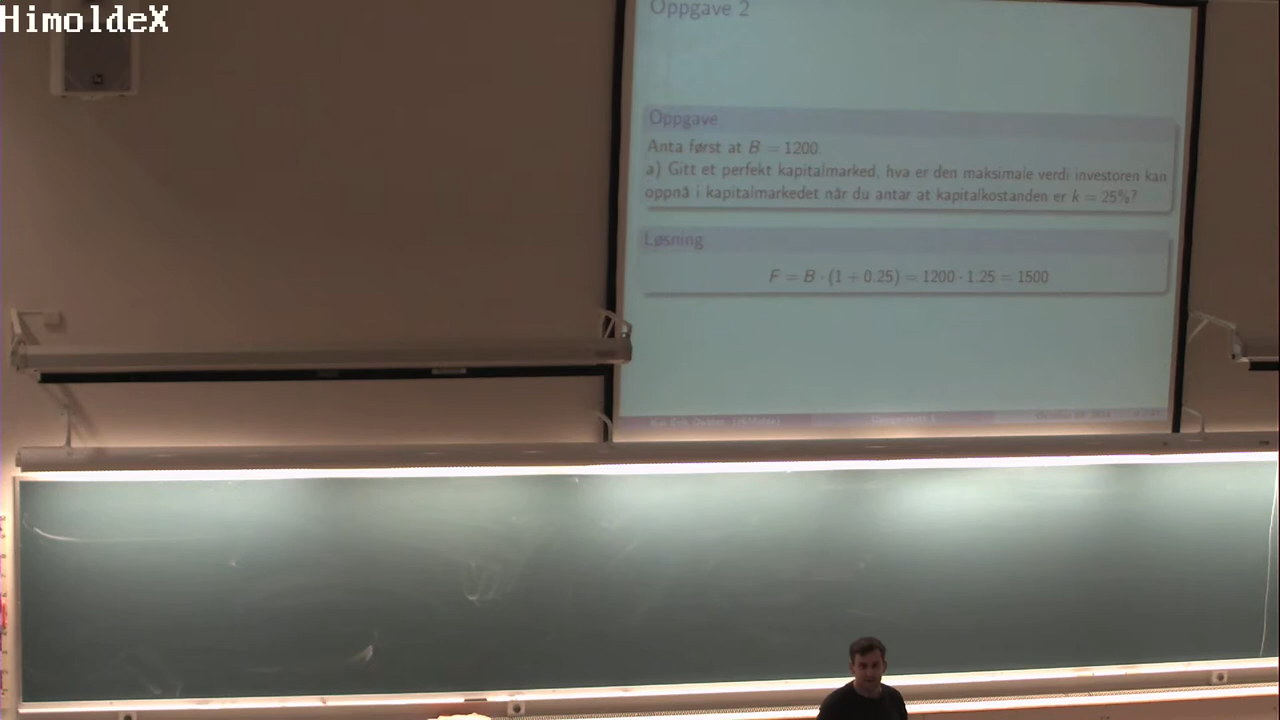 HimoldeX
Oppgave 2
Oppgave
Anta først at B = 1200.
a) Gitt et perfekt kapitalmarked, hva er den maksimale verdi investoren kan
oppnå i kapitalmarkedet når du antar at kapitalkostanden er k = 25%?
Løsning
F = B · (1 + 0.25) = 1200 · 1.25 = 1500